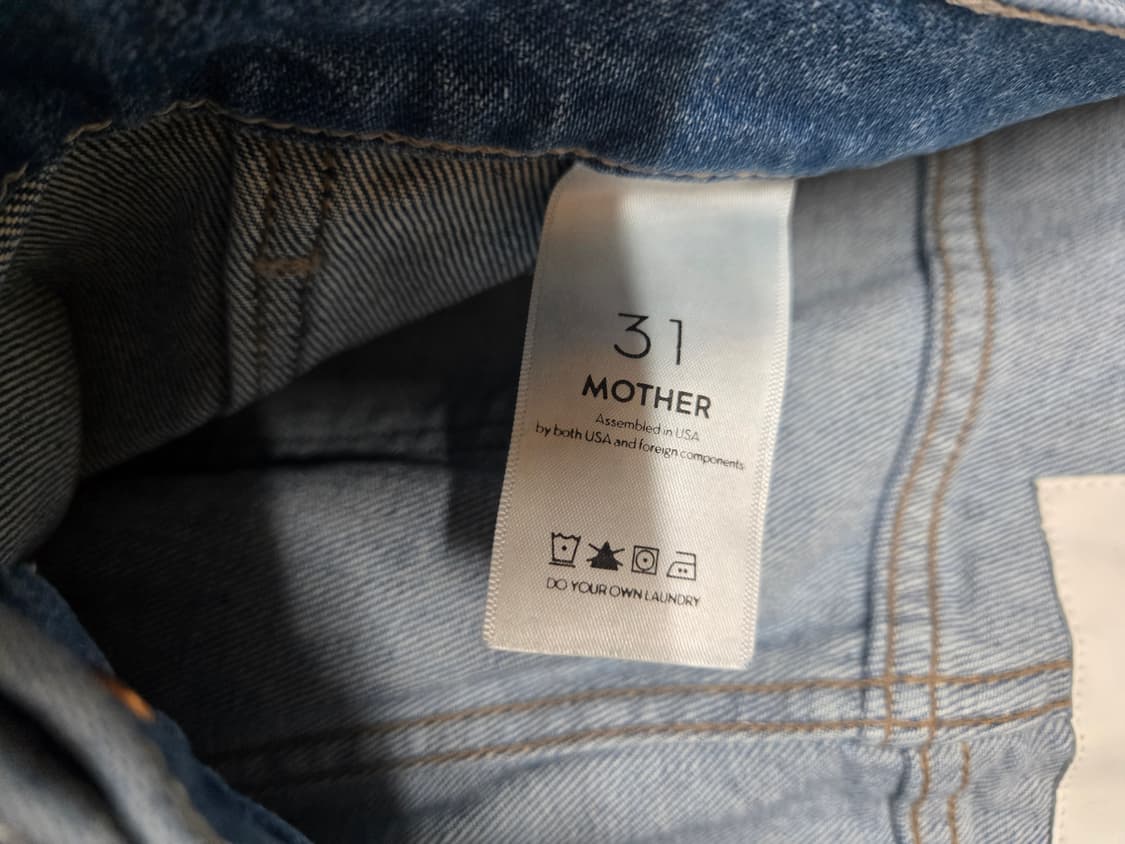 31
MOTHER
Assembled in USA
by both USA and foreign components
DO YOUR OWN LAUNDRY